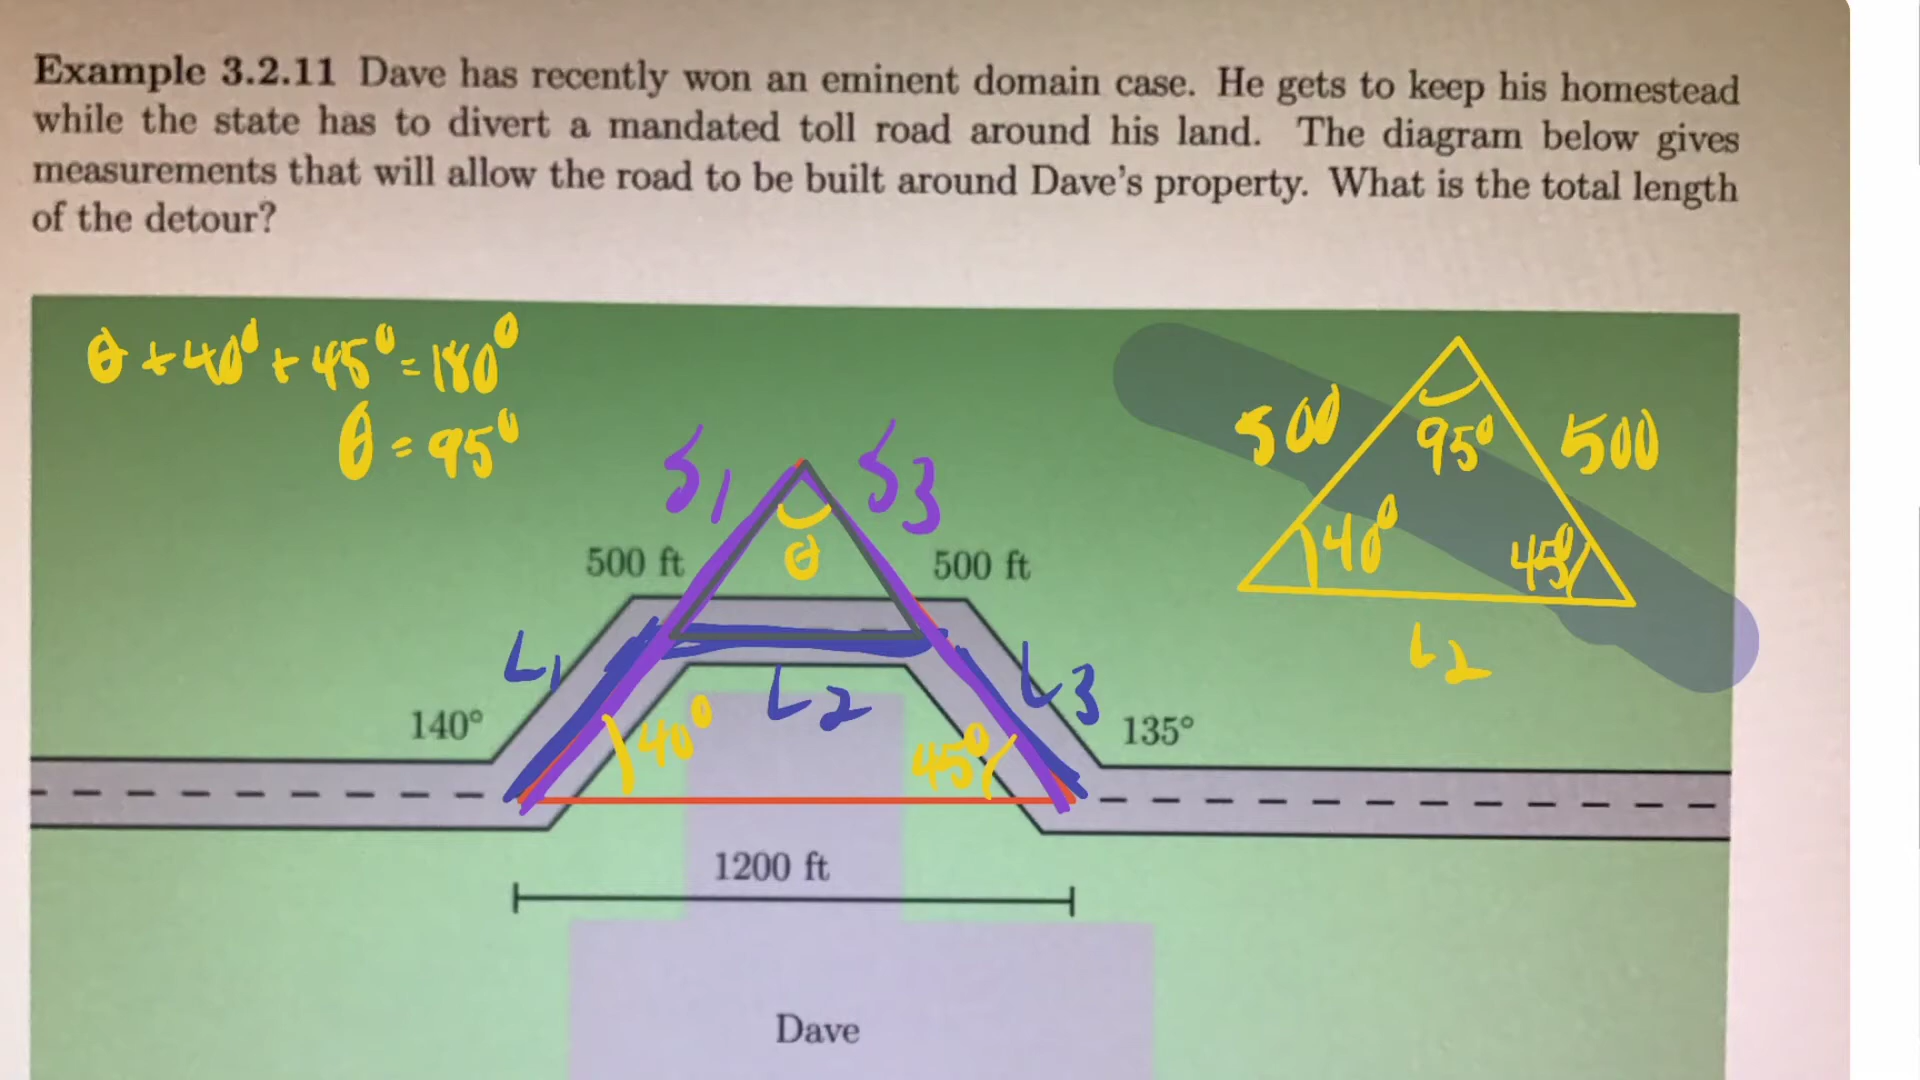 Example 3.2.11 Dave has recently won an eminent domain case. He gets to keep his homestead
while the state has to divert a mandated toll road around his land. The diagram below gives
measurements that will allow the road to be built around Dave's property. What is the total length
of the detour?
θ + 40° + 45° = 180°
θ = 95°
S1
S3
500
95°
500
40°
45°
L2
500 ft
θ
500 ft
L1
L2
L3
140°
40°
45°
135°
1200 ft
Dave